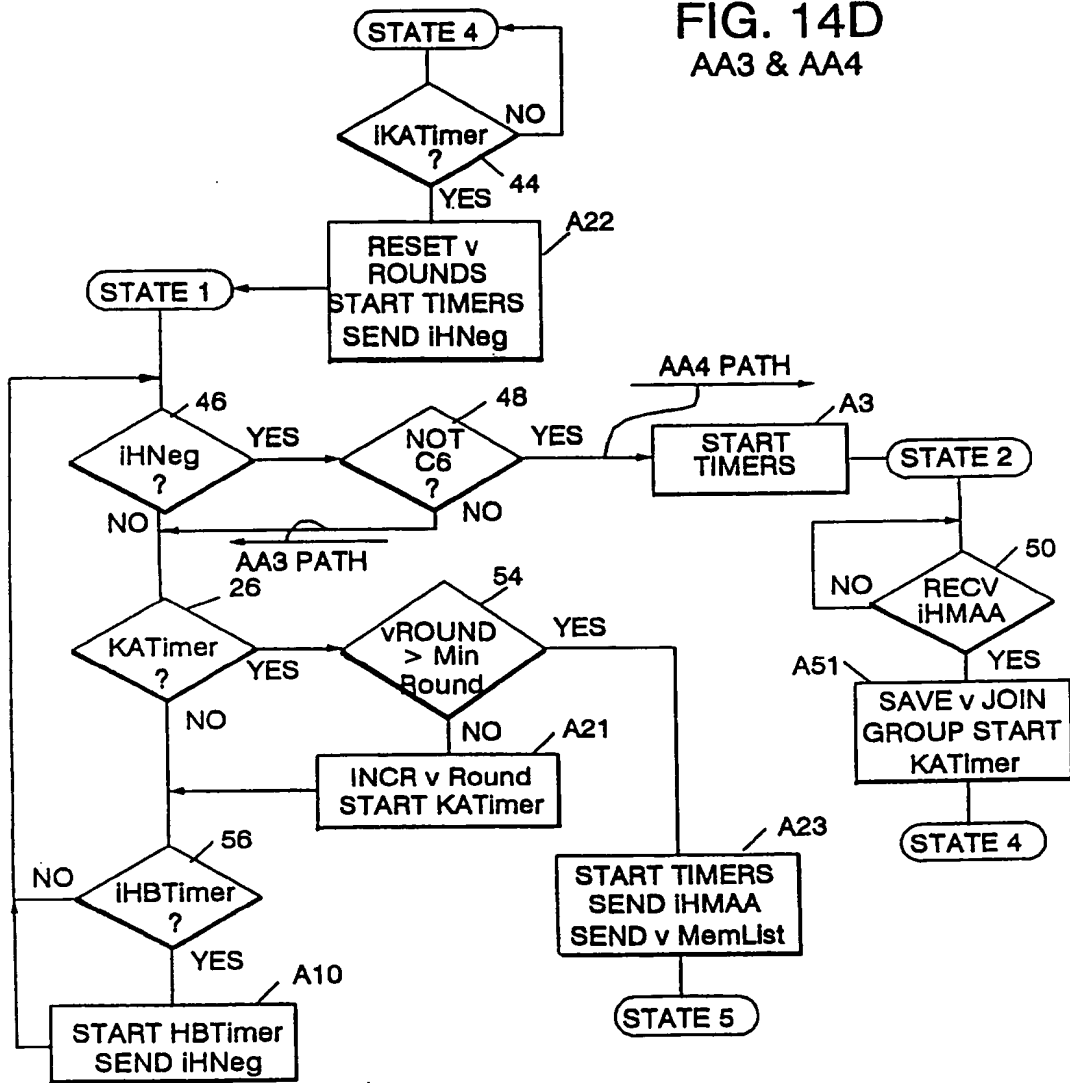 FIG. 14D
AA3 & AA4
STATE 4
iKATimer
?
NO
44
YES
A22
RESET v
ROUNDS
START TIMERS
SEND iHNeg
STATE 1
46
iHNeg
?
YES
NO
48
NOT
C6
?
YES
NO
AA4 PATH
A3
START
TIMERS
STATE 2
AA3 PATH
50
RECV
iHMAA
NO
YES
A51
SAVE v JOIN
GROUP START
KATimer
STATE 4
26
KATimer
?
YES
NO
54
vROUND
> Min
Round
YES
NO
A21
INCR v Round
START KATimer
56
iHBTimer
?
NO
YES
A23
START TIMERS
SEND iHMAA
SEND v MemList
STATE 5
A10
START HBTimer
SEND iHNeg